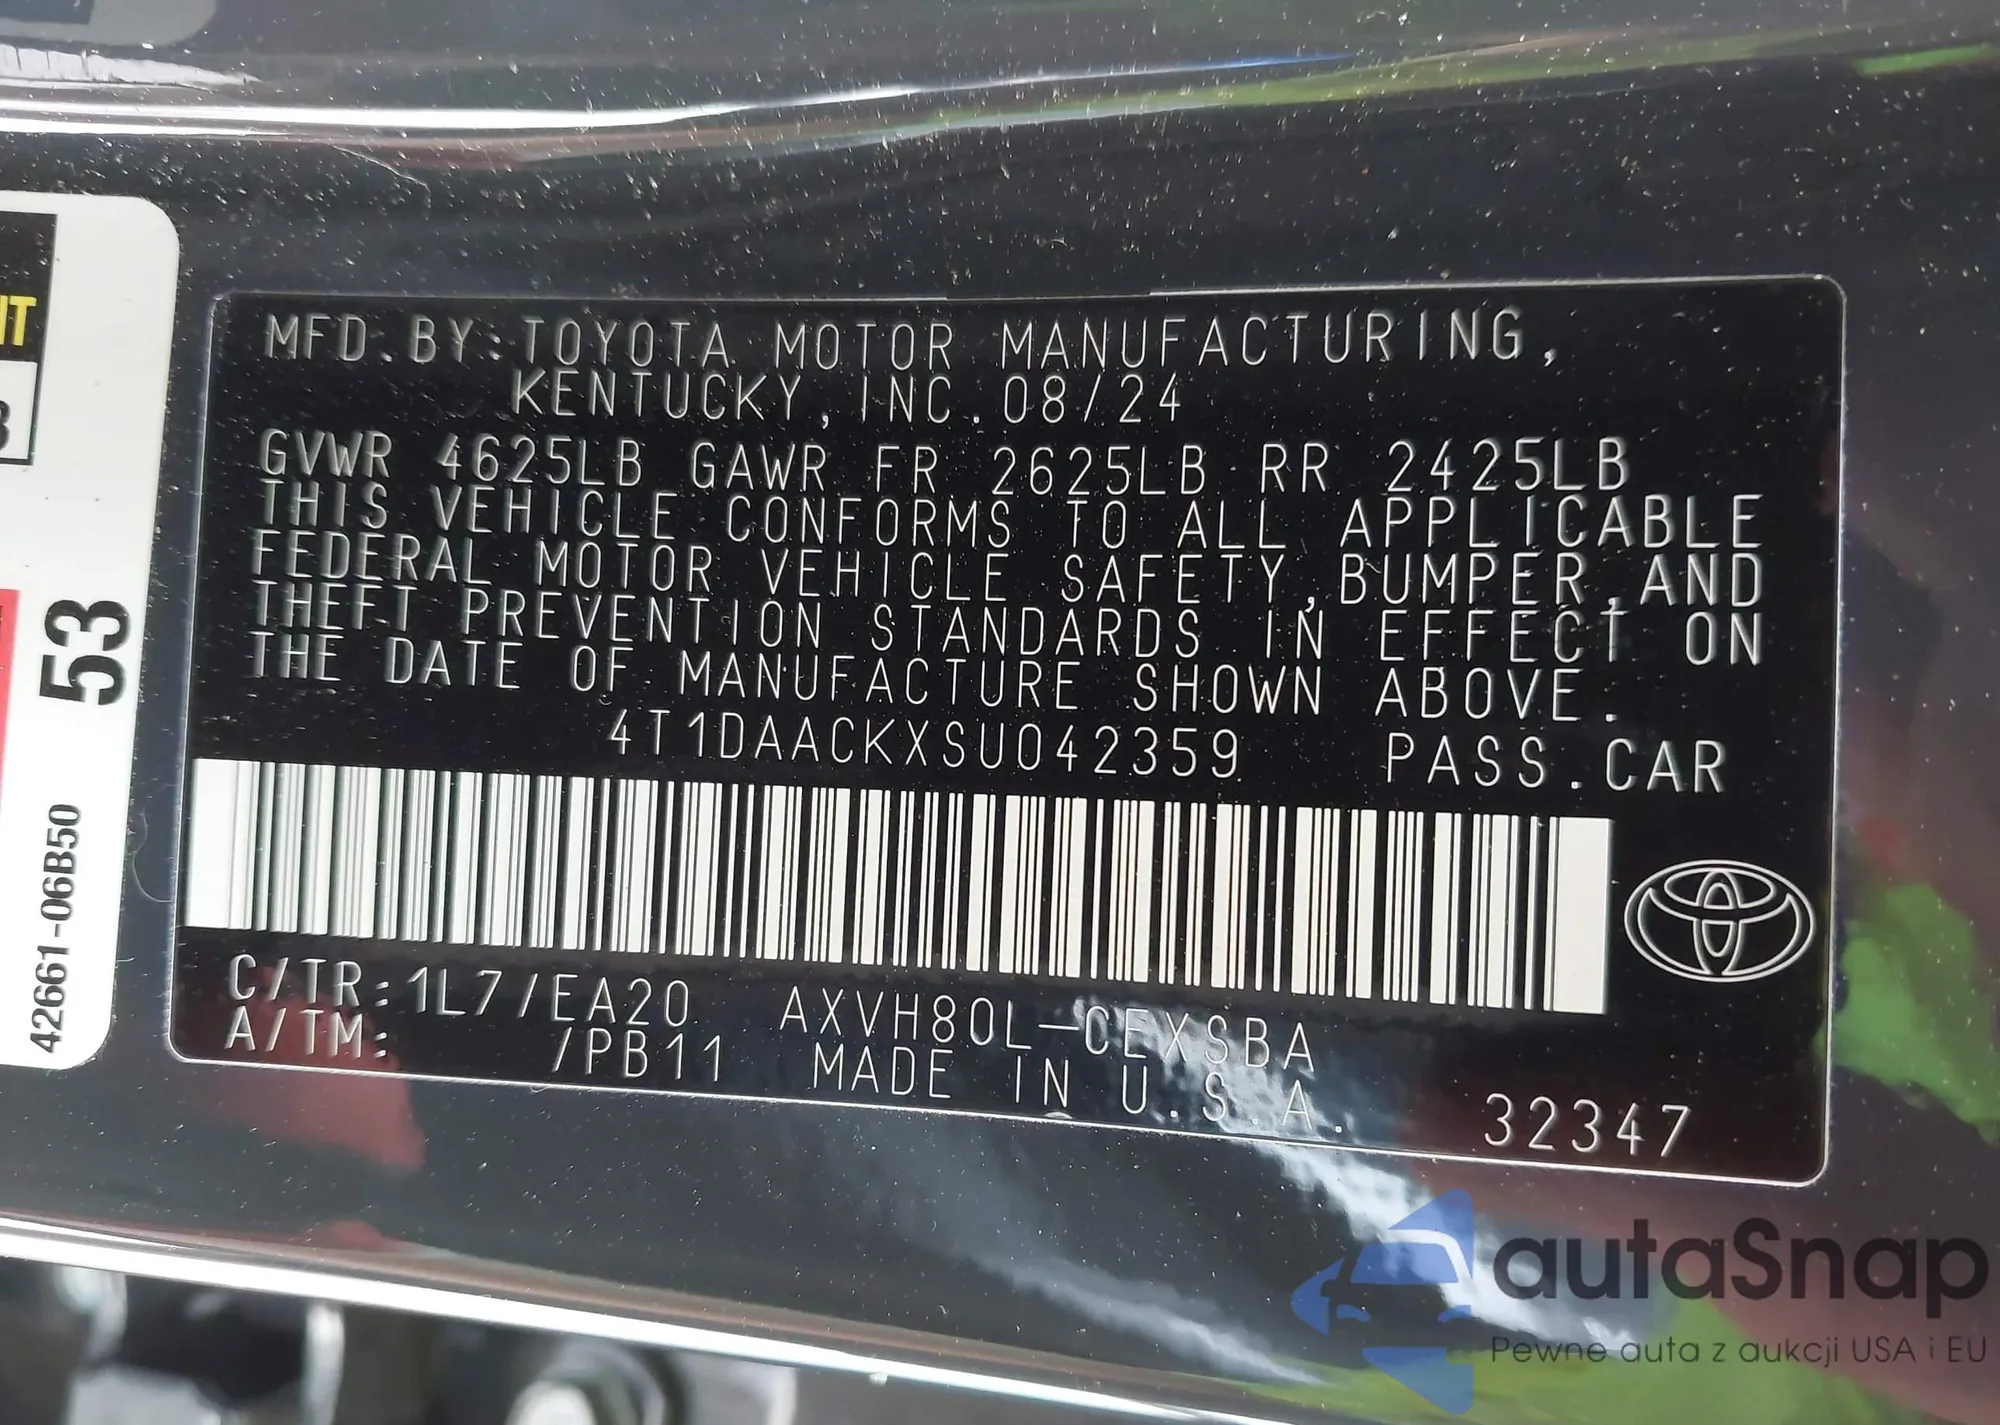 MFD. BY: TOYOTA MOTOR MANUFACTURING,
KENTUCKY, INC. 08/24
GVWR 4625LB GAWR FR 2625LB RR 2425LB
THIS VEHICLE CONFORMS TO ALL APPLICABLE
FEDERAL MOTOR VEHICLE SAFETY, BUMPER, AND
THEFT PREVENTION STANDARDS IN EFFECT ON
THE DATE OF MANUFACTURE SHOWN ABOVE.
4T1DAACKXSU042359 PASS. CAR
C/TR: 1L7/EA20 AXVH80L-CEXSBA
A/TM: /PB11 MADE IN U.S.A.
32347
53
42661-06B50
autaSnap
Pewne auta z aukcji USA i EU